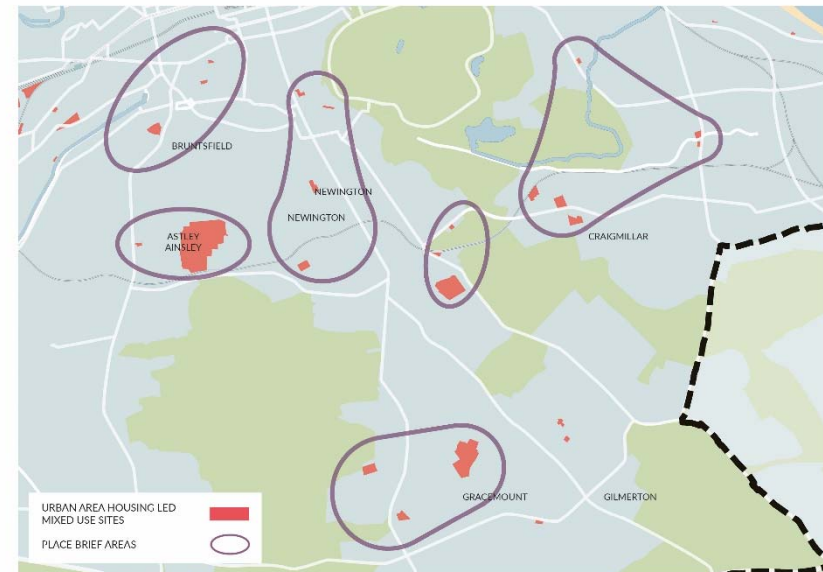 BRUNTSFIELD
NEWINGTON
NEWINGTON
ASTLEY
AINSLEY
CRAIGMILLAR
GRACEMOUNT
GILMERTON
URBAN AREA HOUSING LED
MIXED USE SITES
PLACE BRIEF AREAS